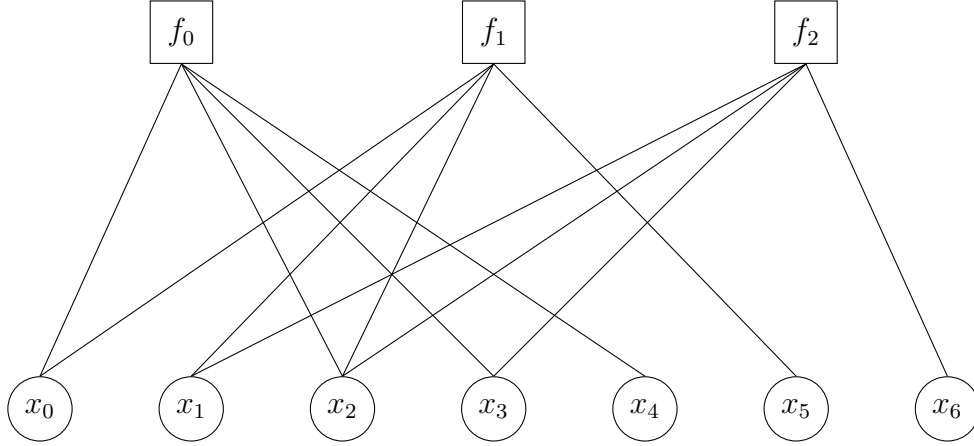 f₀ f₁ f₂
x₀ x₁ x₂ x₃ x₄ x₅ x₆